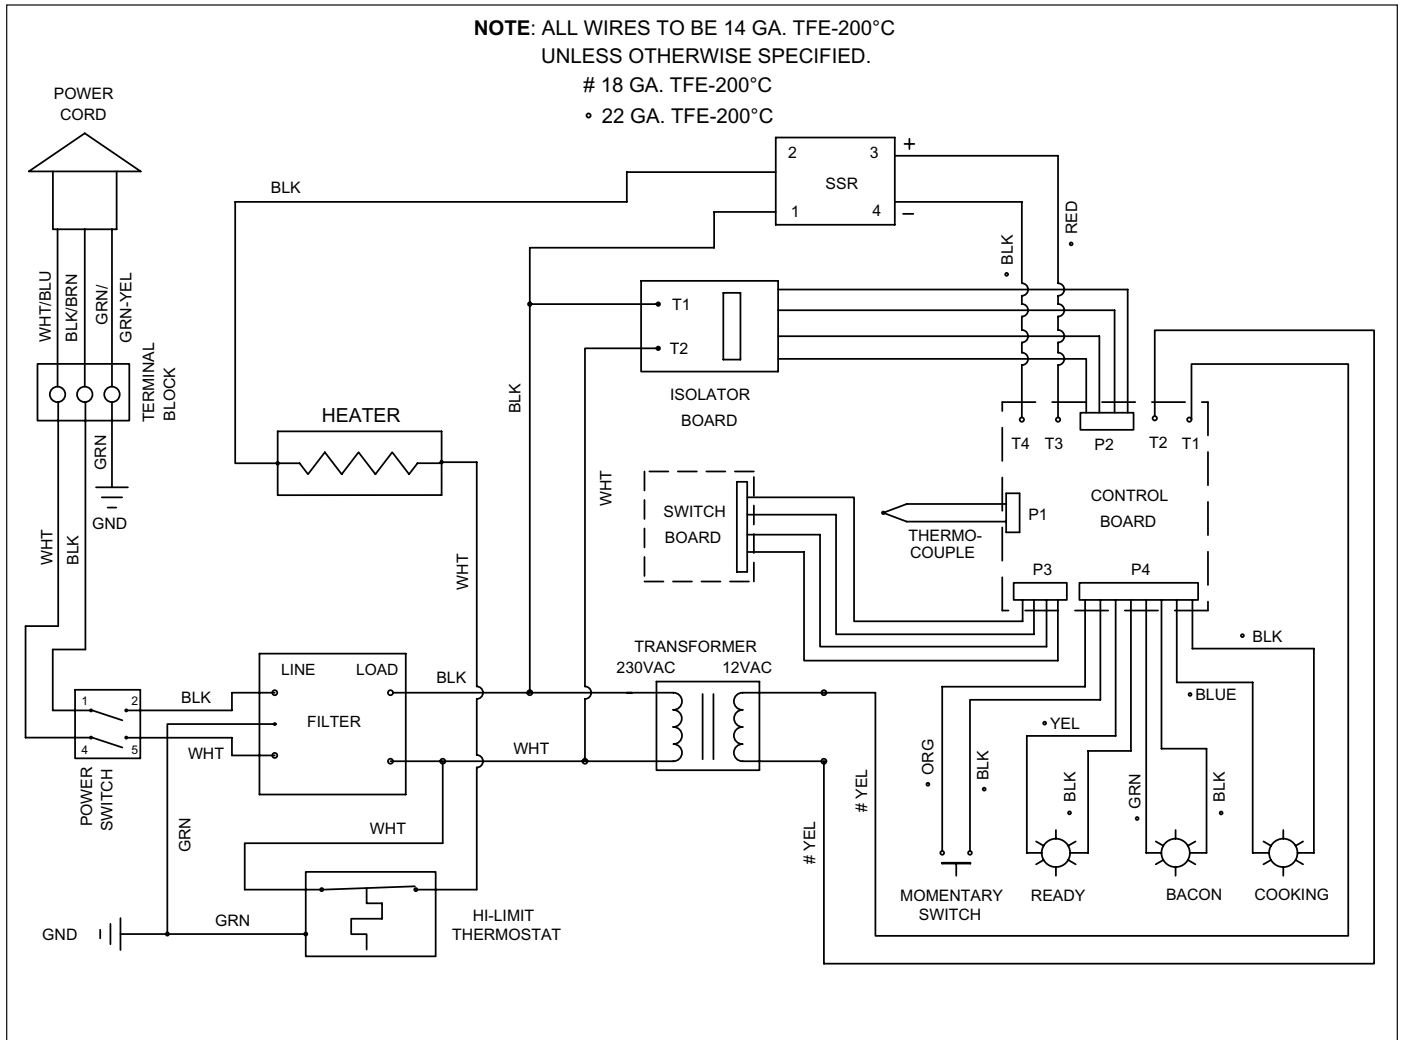 NOTE: ALL WIRES TO BE 14 GA. TFE-200°C
UNLESS OTHERWISE SPECIFIED.
# 18 GA. TFE-200°C
∘ 22 GA. TFE-200°C
POWER
CORD
WHT/BLU
BLK/BRN
GRN/
GRN-YEL
TERMINAL
BLOCK
GRN
GND
WHT
BLK
BLK
2
3
+
SSR
1
4
–
∘ BLK
∘ RED
T1
T2
ISOLATOR
BOARD
BLK
WHT
HEATER
WHT
SWITCH
BOARD
T4
T3
P2
T2
T1
CONTROL
BOARD
P1
THERMO-
COUPLE
P3
P4
TRANSFORMER
230VAC
12VAC
LINE
LOAD
FILTER
BLK
WHT
1
2
4
5
POWER
SWITCH
BLK
WHT
GRN
WHT
GND
GRN
HI-LIMIT
THERMOSTAT
# YEL
# YEL
∘ BLK
∘ BLUE
∘ YEL
∘ ORG
∘ BLK
∘ BLK
∘ GRN
∘ BLK
MOMENTARY
SWITCH
READY
BACON
COOKING